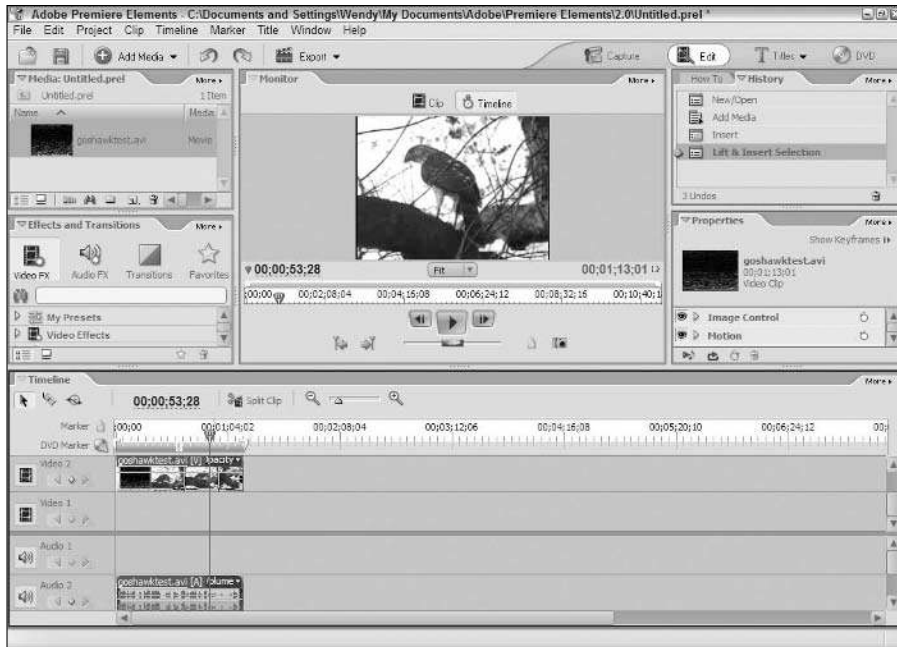 Adobe Premiere Elements - C:\Documents and Settings\Wendy\My Documents\Adobe\Premiere Elements\2.0\Untitled.prel *
File Edit Project Clip Timeline Marker Title Window Help
Add Media Export Capture Edit Titles DVD
Media: Untitled.prel More
Untitled.prel 1 Item
Name Media
goshawktest.avi Movie
Effects and Transitions More
Video FX Audio FX Transitions Favorites
My Presets
Video Effects
Monitor More
Clip Timeline
00;00;53;28 Fit 00;01;13;01
;00;00 00;02;08;04 00;04;16;08 00;06;24;12 00;08;32;16 00;10;40;1
How To History More
New/Open
Add Media
Insert
Lift & Insert Selection
3 Undos
Properties More
Show Keyframes
goshawktest.avi
00;01;13;01
Video Clip
Image Control
Motion
Timeline More
00;00;53;28 Split Clip
Marker ;00;00 00;01;04;02 00;02;08;04 00;03;12;06 00;04;16;08 00;05;20;10 00;06;24;12 00;
DVD Marker
Video 2 goshawktest.avi [V] Opacity
Video 1
Audio 1
Audio 2 goshawktest.avi [A] Volume